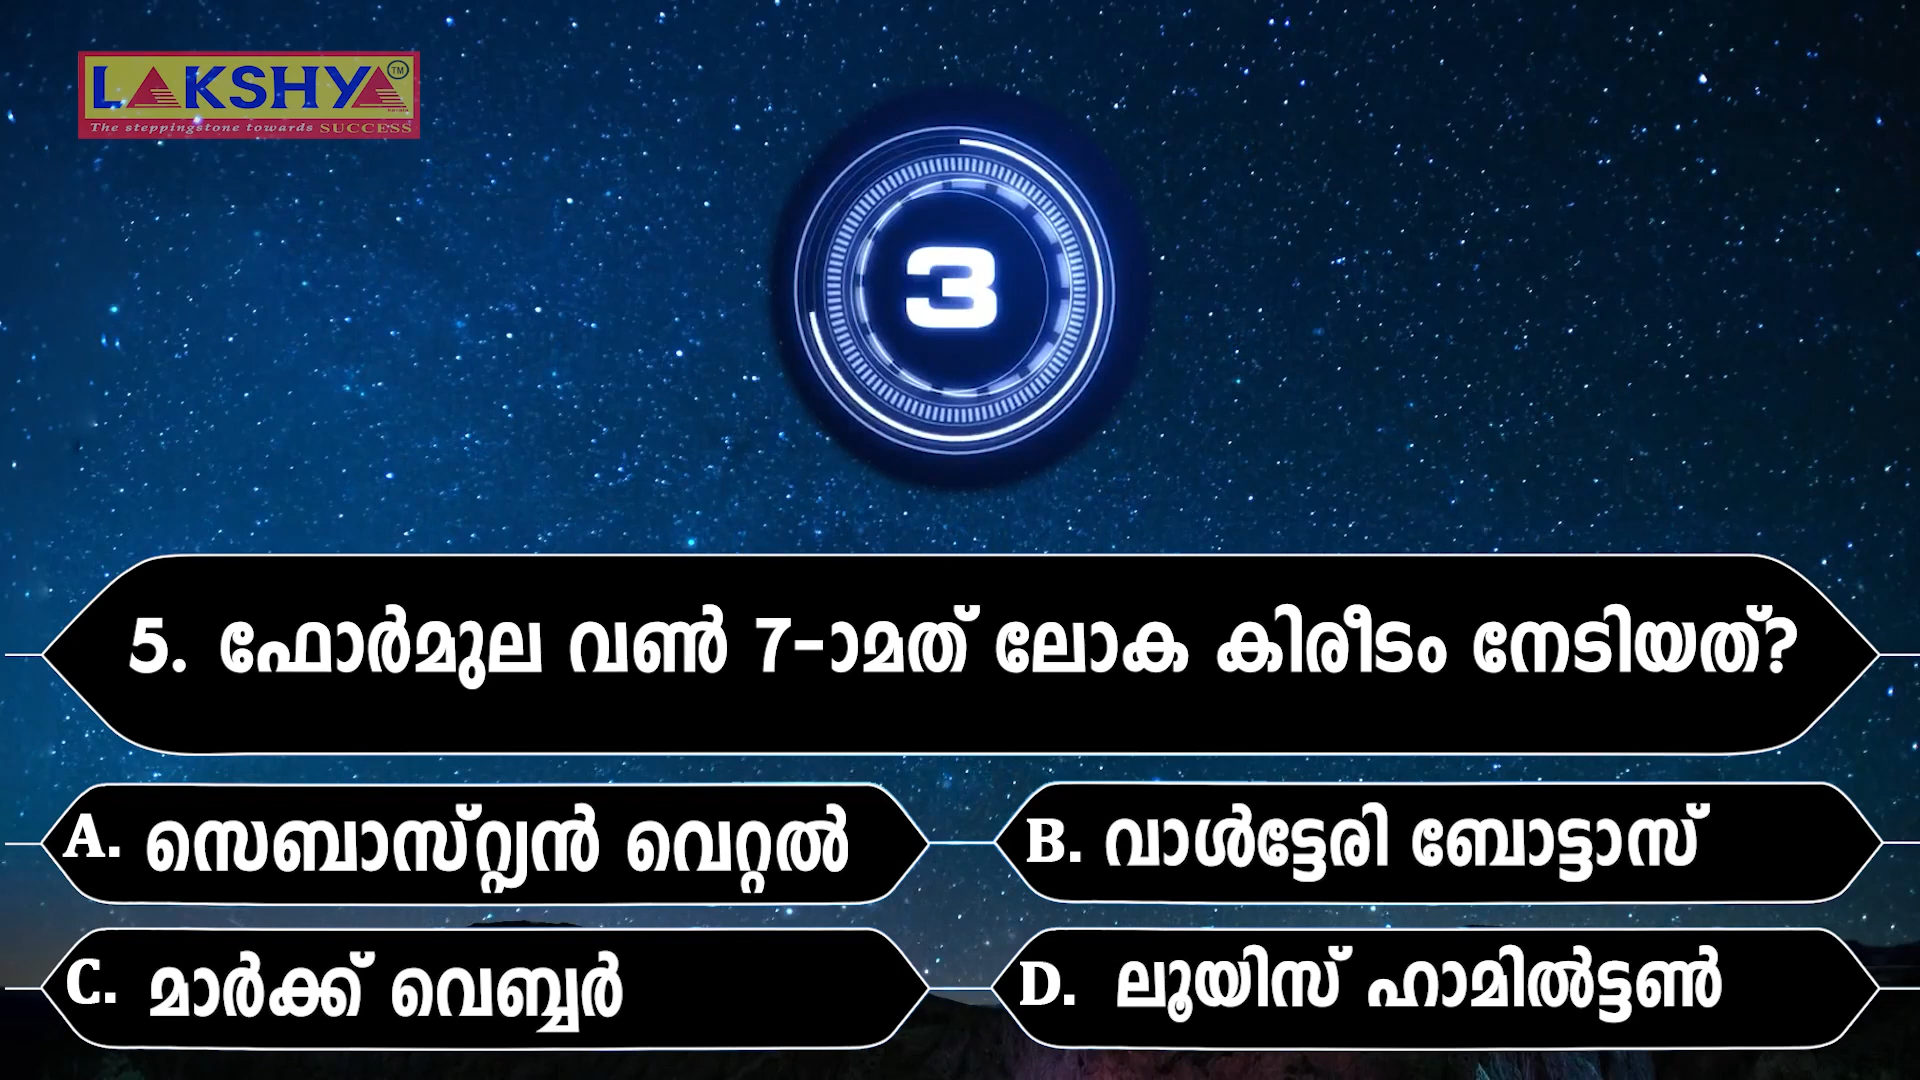 LAKSHYA TM
The steppingstone towards SUCCESS
3
5. ഫോർമുല വൺ 7-ാമത് ലോക കിരീടം നേടിയത്?
A. സെബാസ്റ്റ്യൻ വെറ്റൽ
B. വാൾട്ടേരി ബോട്ടാസ്
C. മാർക്ക് വെബ്ബർ
D. ലൂയിസ് ഹാമിൽട്ടൺ